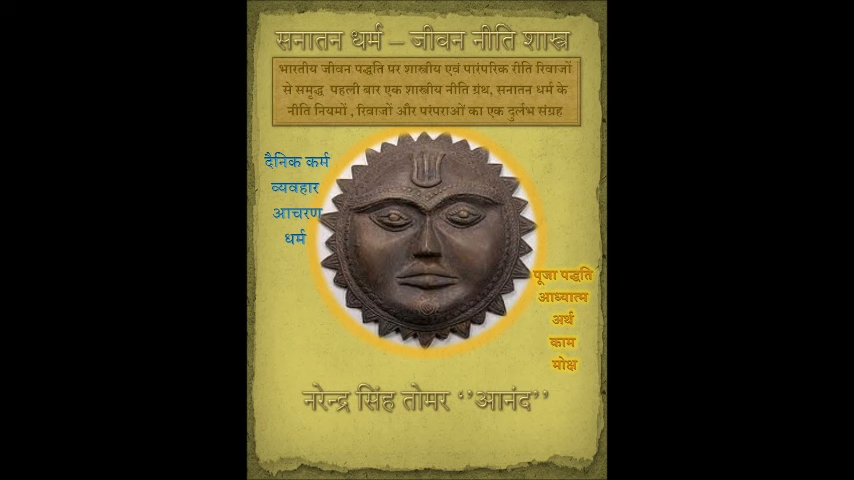 सनातन धर्म – जीवन नीति शास्त्र
भारतीय जीवन पद्धति पर शास्त्रीय एवं पारंपरिक रीति रिवाजों
से समृद्ध पहली बार एक शास्त्रीय नीति ग्रंथ, सनातन धर्म के
नीति नियमों , रिवाजों और परंपराओं का एक दुर्लभ संग्रह
दैनिक कर्म
व्यवहार
आचरण
धर्म
पूजा पद्धति
आध्यात्म
अर्थ
काम
मोक्ष
नरेन्द्र सिंह तोमर ‘’आनंद’’